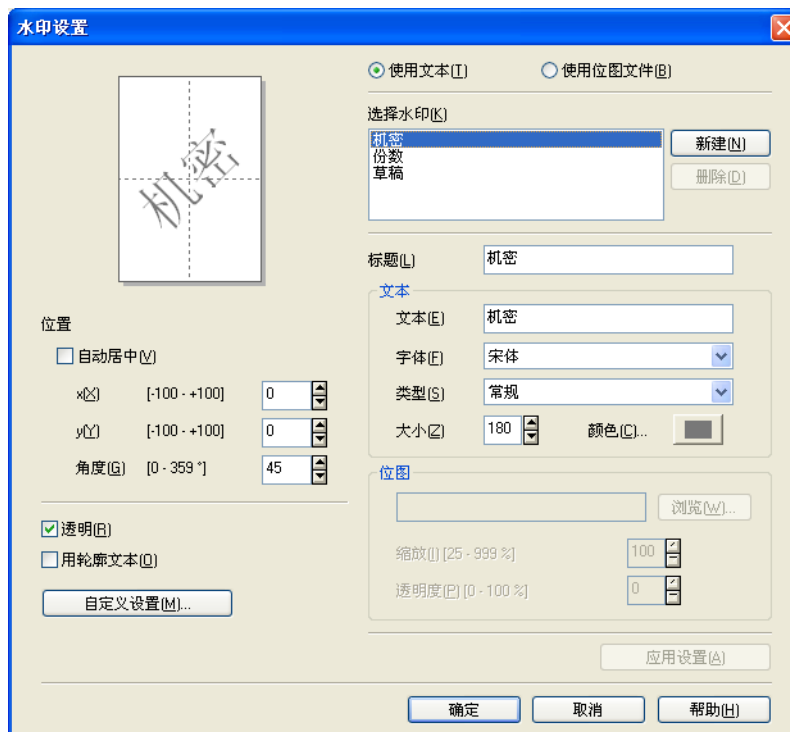 水印设置
机密
位置
自动居中(V)
x(X) [-100 - +100] 0
y(Y) [-100 - +100] 0
角度(G) [0 - 359 °] 45
透明(R)
用轮廓文本(O)
自定义设置(M)...
使用文本(T) 使用位图文件(B)
选择水印(K)
机密
份数
草稿
新建(N)
删除(D)
标题(L) 机密
文本
文本(E) 机密
字体(F) 宋体
类型(S) 常规
大小(Z) 180 颜色(C)...
位图
浏览(W)...
缩放(I) [25 - 999 %] 100
透明度(P) [0 - 100 %] 0
应用设置(A)
确定 取消 帮助(H)